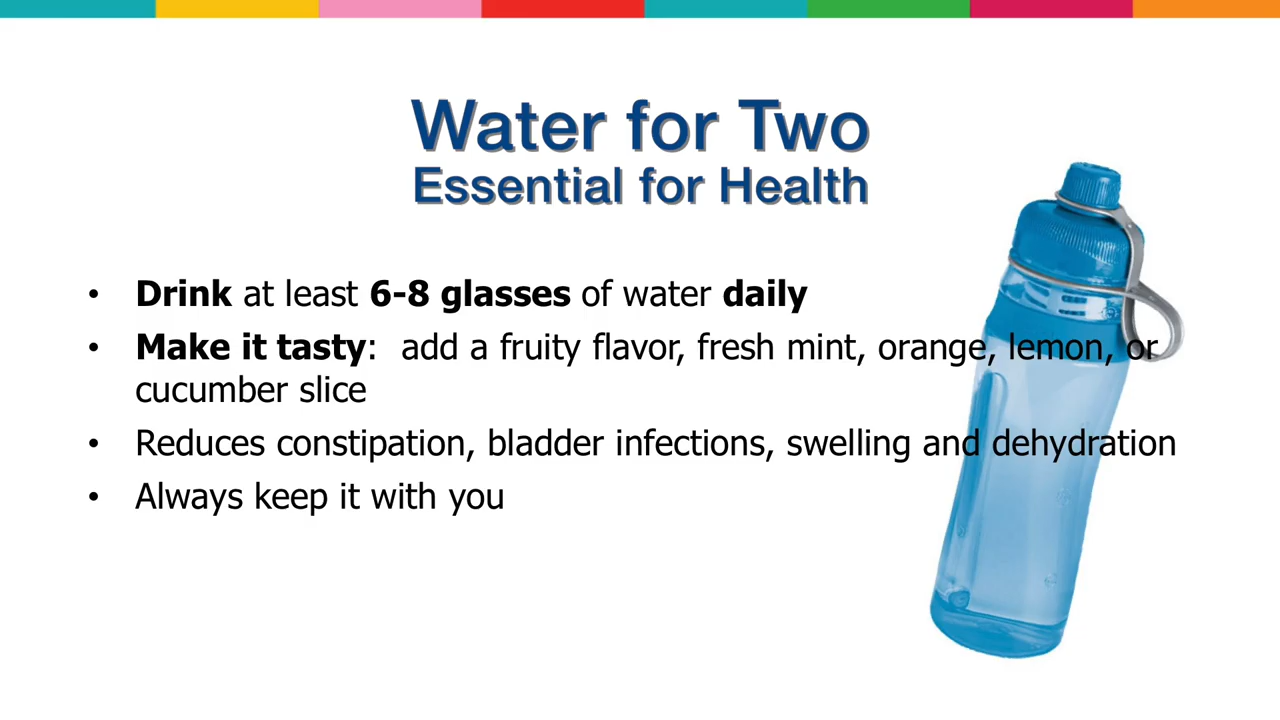 Water for Two
Essential for Health
• Drink at least 6-8 glasses of water daily
• Make it tasty:  add a fruity flavor, fresh mint, orange, lemon, or
cucumber slice
• Reduces constipation, bladder infections, swelling and dehydration
• Always keep it with you